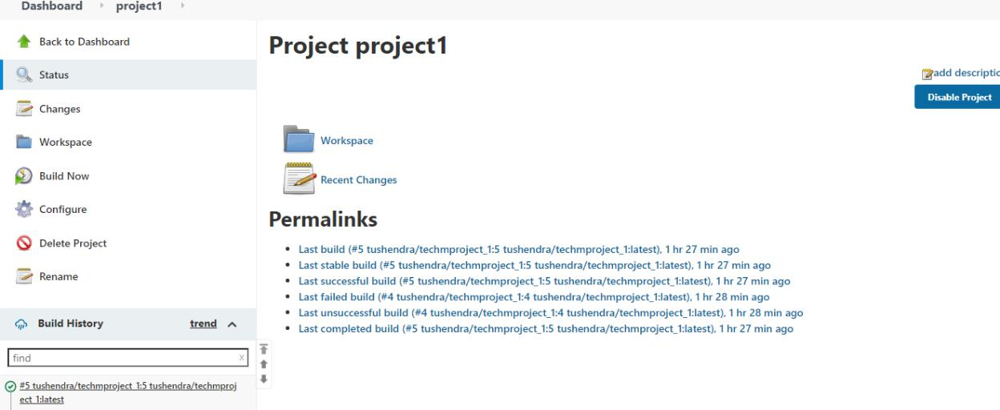 Dashboard project1
Back to Dashboard
Status
Changes
Workspace
Build Now
Configure
Delete Project
Rename
Build History trend
find x
#5 tushendra/techmproject_1:5 tushendra/techmproj
ect_1:latest
Project project1
add descriptio
Disable Project
Workspace
Recent Changes
Permalinks
Last build (#5 tushendra/techmproject_1:5 tushendra/techmproject_1:latest), 1 hr 27 min ago
Last stable build (#5 tushendra/techmproject_1:5 tushendra/techmproject_1:latest), 1 hr 27 min ago
Last successful build (#5 tushendra/techmproject_1:5 tushendra/techmproject_1:latest), 1 hr 27 min ago
Last failed build (#4 tushendra/techmproject_1:4 tushendra/techmproject_1:latest), 1 hr 28 min ago
Last unsuccessful build (#4 tushendra/techmproject_1:4 tushendra/techmproject_1:latest), 1 hr 28 min ago
Last completed build (#5 tushendra/techmproject_1:5 tushendra/techmproject_1:latest), 1 hr 27 min ago